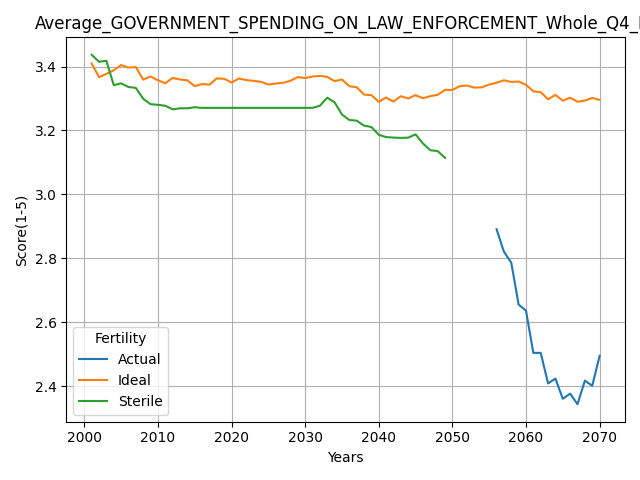 Average_GOVERNMENT_SPENDING_ON_LAW_ENFORCEMENT_Whole_Q4_
3.4
3.2
3.0
2.8
2.6
2.4
Score(1-5)
Fertility
Actual
Ideal
Sterile
2000 2010 2020 2030 2040 2050 2060 2070
Years